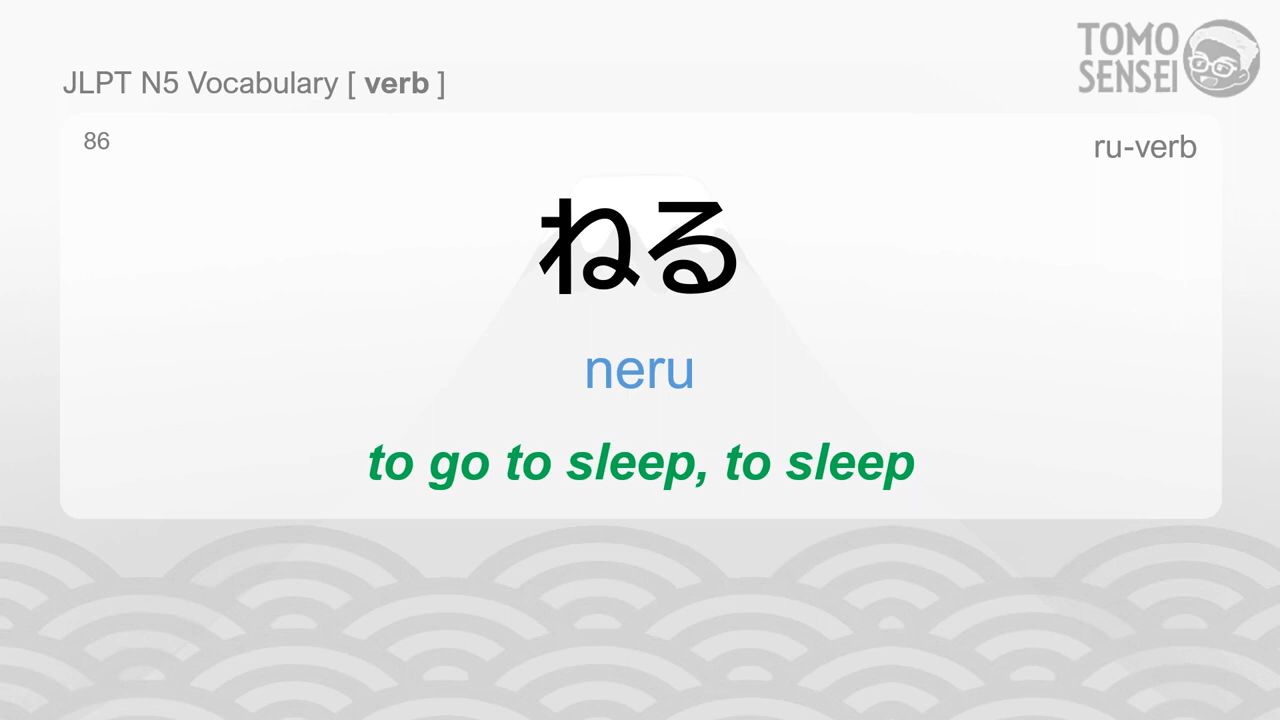 TOMO
SENSEI
JLPT N5 Vocabulary [ verb ]
86
ru-verb
ねる
neru
to go to sleep, to sleep